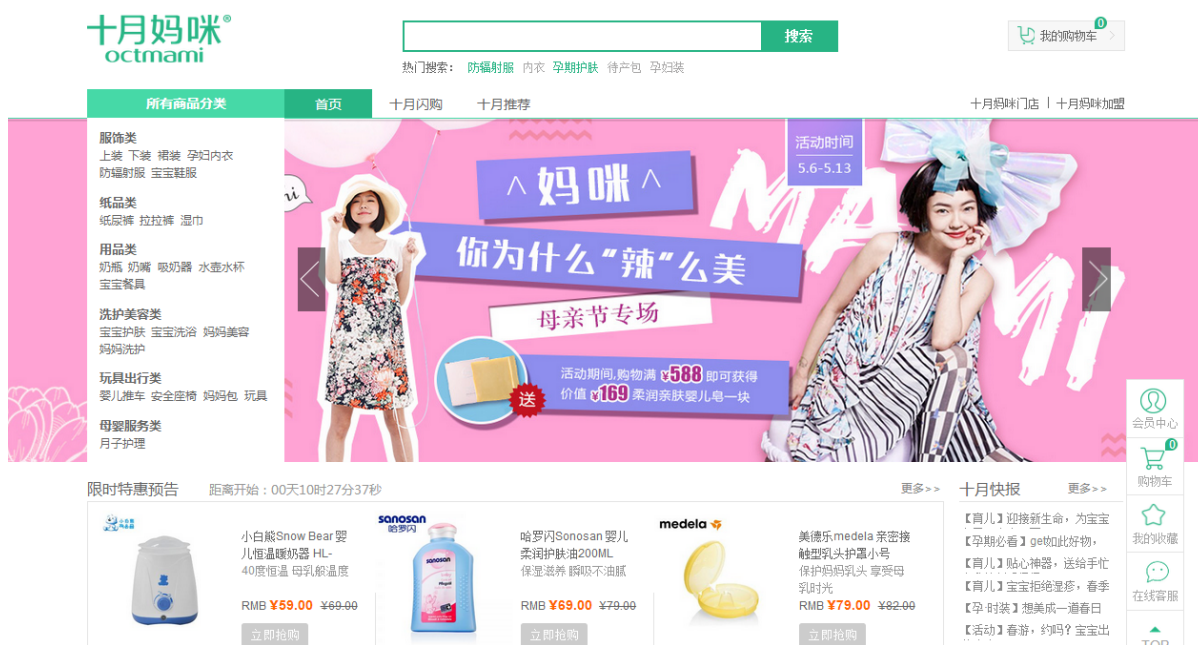 十月妈咪®
octmami
搜索
0
我的购物车
热门搜索： 防辐射服 内衣 孕期护肤 待产包 孕妇装
所有商品分类 首页 十月闪购 十月推荐 十月妈咪门店 | 十月妈咪加盟
服饰类
上装 下装 裙装 孕妇内衣
防辐射服 宝宝鞋服
纸品类
纸尿裤 拉拉裤 湿巾
用品类
奶瓶 奶嘴 吸奶器 水壶水杯
宝宝餐具
洗护美容类
宝宝护肤 宝宝洗浴 妈妈美容
妈妈洗护
玩具出行类
婴儿推车 安全座椅 妈妈包 玩具
母婴服务类
月子护理
活动时间
5.6-5.13
^ 妈咪 ^
MAMI
你为什么“辣”么美
母亲节专场
活动期间,购物满 ¥588 即可获得
价值 ¥169 柔润亲肤婴儿皂一块
送
会员中心
0
购物车
我的收藏
在线客服
TOP
限时特惠预告 距离开始：00天10时27分37秒 更多>>
小白熊Snow Bear 婴
儿恒温暖奶器 HL-
40度恒温 母乳般温度
RMB ¥59.00 ¥69.00
立即抢购
sanosan
哈罗闪
sanosan
哈罗闪Sonosan 婴儿
柔润护肤油200ML
保湿滋养 瞬吸不油腻
RMB ¥69.00 ¥79.00
立即抢购
medela
美德乐medela 亲密接
触型乳头护罩小号
保护妈妈乳头 享受母
乳时光
RMB ¥79.00 ¥82.00
立即抢购
十月快报 更多>>
【育儿】迎接新生命，为宝宝
【孕期必看】get如此好物，
【育儿】贴心神器，送给手忙
【育儿】宝宝拒绝湿疹，春季
【孕·时装】想美成一道春日
【活动】春游，约吗？宝宝出